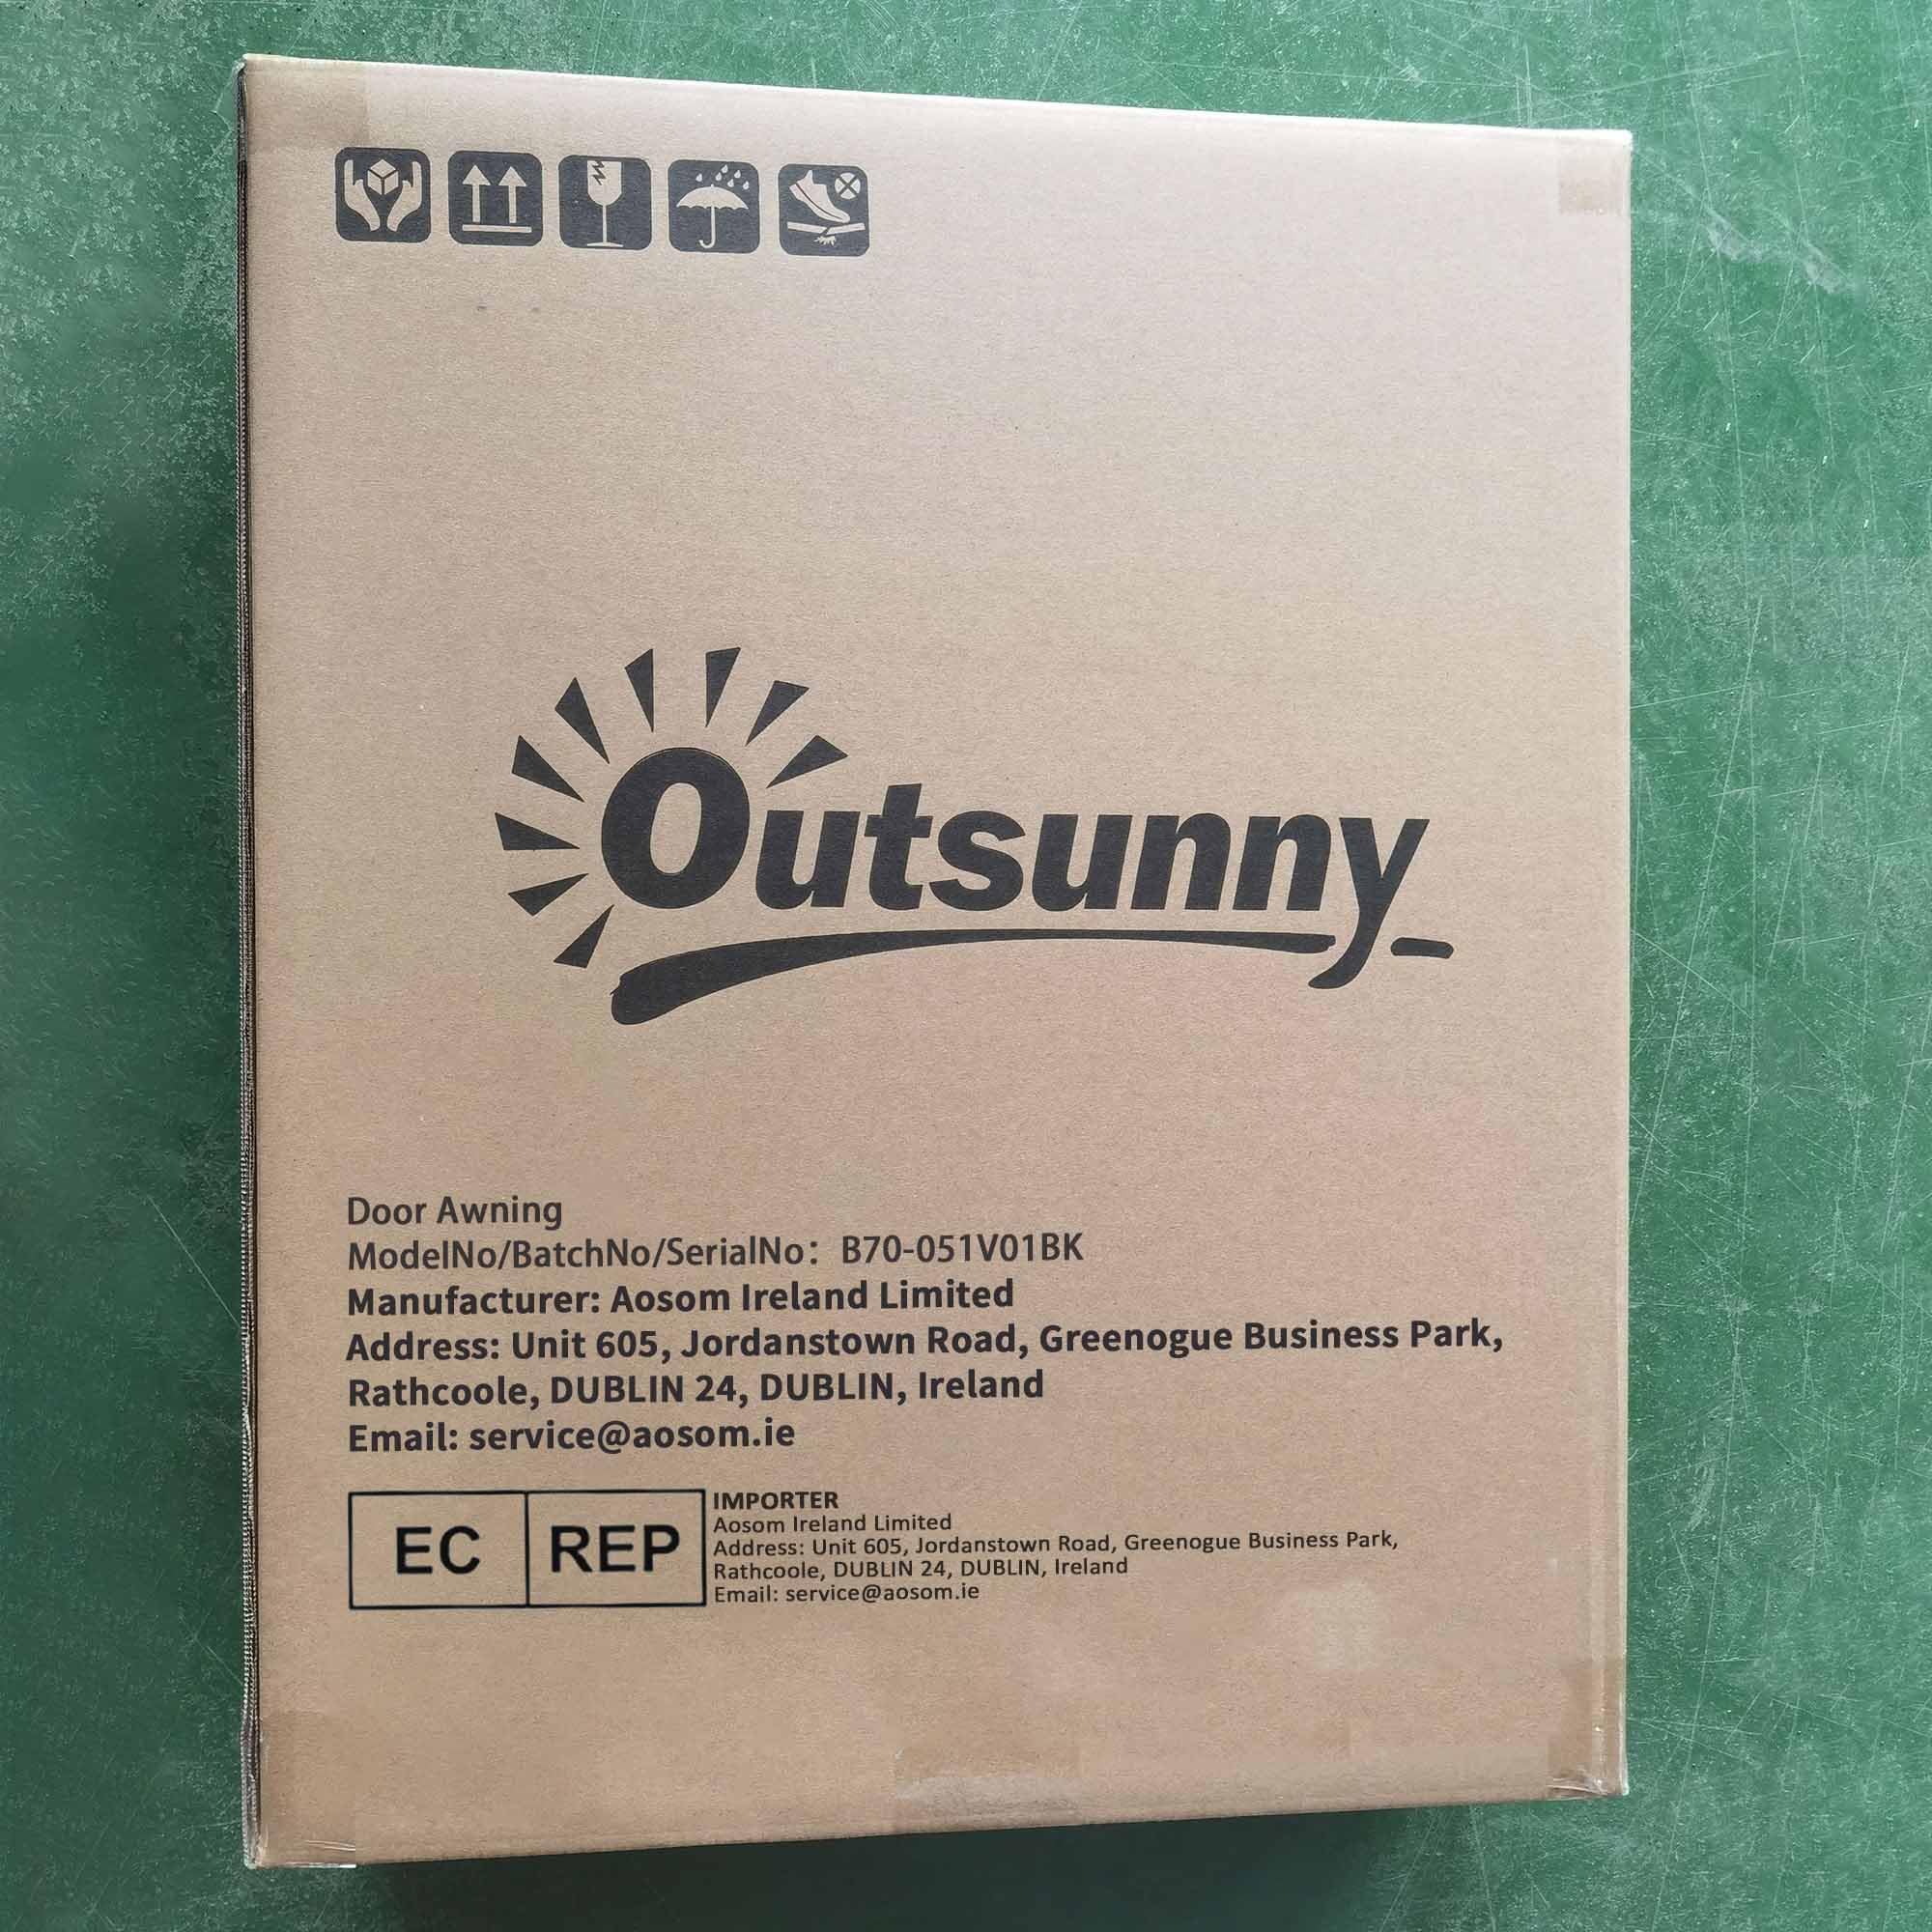 Outsunny
Door Awning
ModelNo/BatchNo/SerialNo： B70-051V01BK
Manufacturer: Aosom Ireland Limited
Address: Unit 605, Jordanstown Road, Greenogue Business Park,
Rathcoole, DUBLIN 24, DUBLIN, Ireland
Email: service@aosom.ie
EC REP
IMPORTER
Aosom Ireland Limited
Address: Unit 605, Jordanstown Road, Greenogue Business Park,
Rathcoole, DUBLIN 24, DUBLIN, Ireland
Email: service@aosom.ie